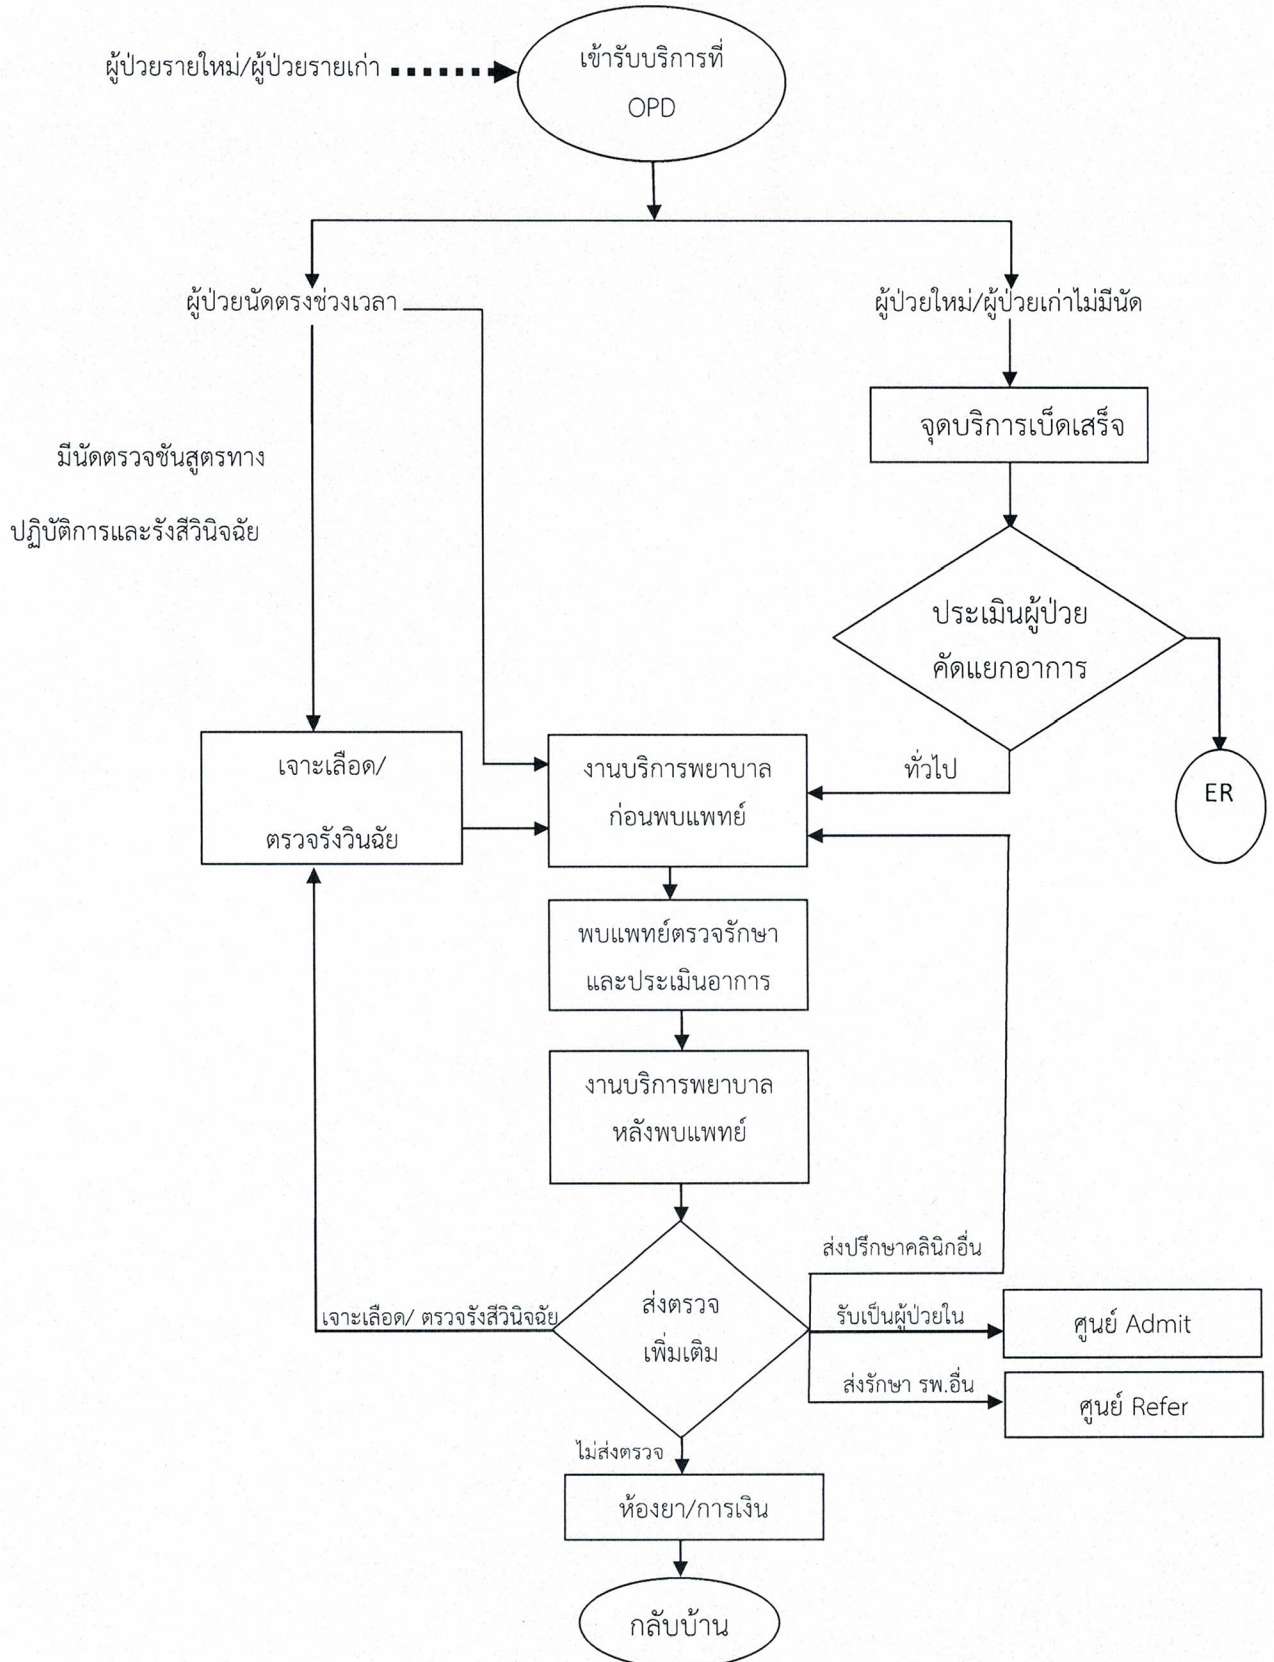 ผู้ป่วยรายใหม่/ผู้ป่วยรายเก่า
เข้ารับบริการที่
OPD
ผู้ป่วยนัดตรงช่วงเวลา
ผู้ป่วยใหม่/ผู้ป่วยเก่าไม่มีนัด
จุดบริการเบ็ดเสร็จ
มีนัดตรวจชันสูตรทาง
ปฏิบัติการและรังสีวินิจฉัย
ประเมินผู้ป่วย
คัดแยกอาการ
ทั่วไป
ER
เจาะเลือด/
ตรวจรังวินฉัย
งานบริการพยาบาล
ก่อนพบแพทย์
พบแพทย์ตรวจรักษา
และประเมินอาการ
งานบริการพยาบาล
หลังพบแพทย์
ส่งปรึกษาคลินิกอื่น
เจาะเลือด/ ตรวจรังสีวินิจฉัย
ส่งตรวจ
เพิ่มเติม
รับเป็นผู้ป่วยใน
ศูนย์ Admit
ส่งรักษา รพ.อื่น
ศูนย์ Refer
ไม่ส่งตรวจ
ห้องยา/การเงิน
กลับบ้าน